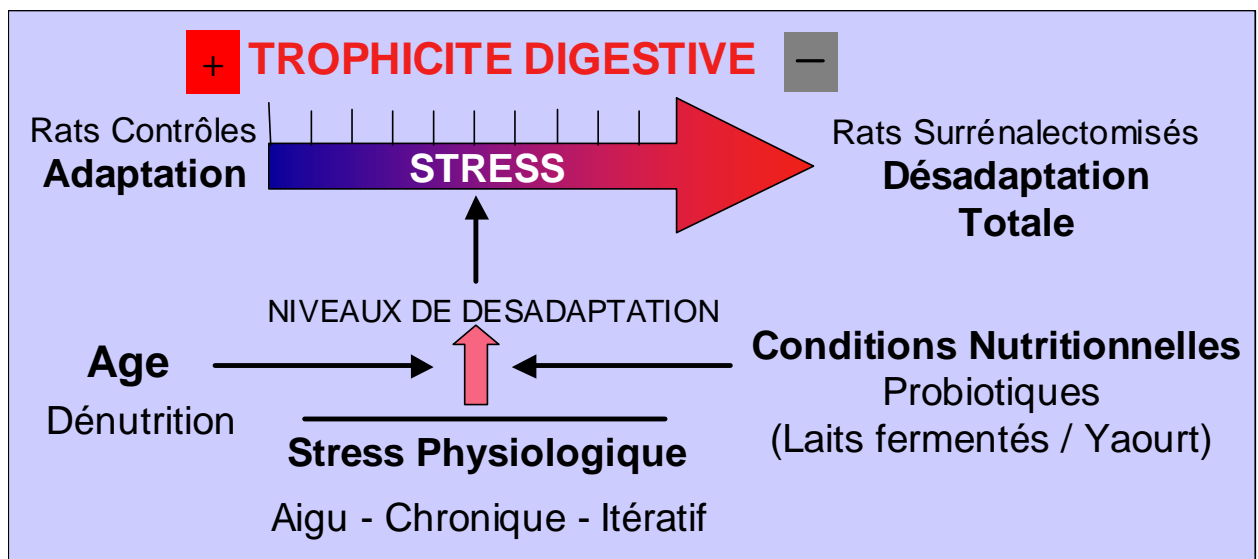 + TROPHICITE DIGESTIVE −
Rats Contrôles
Adaptation
STRESS
Rats Surrénalectomisés
Désadaptation
Totale
NIVEAUX DE DESADAPTATION
Age
Dénutrition
Conditions Nutritionnelles
Probiotiques
(Laits fermentés / Yaourt)
Stress Physiologique
Aigu - Chronique - Itératif